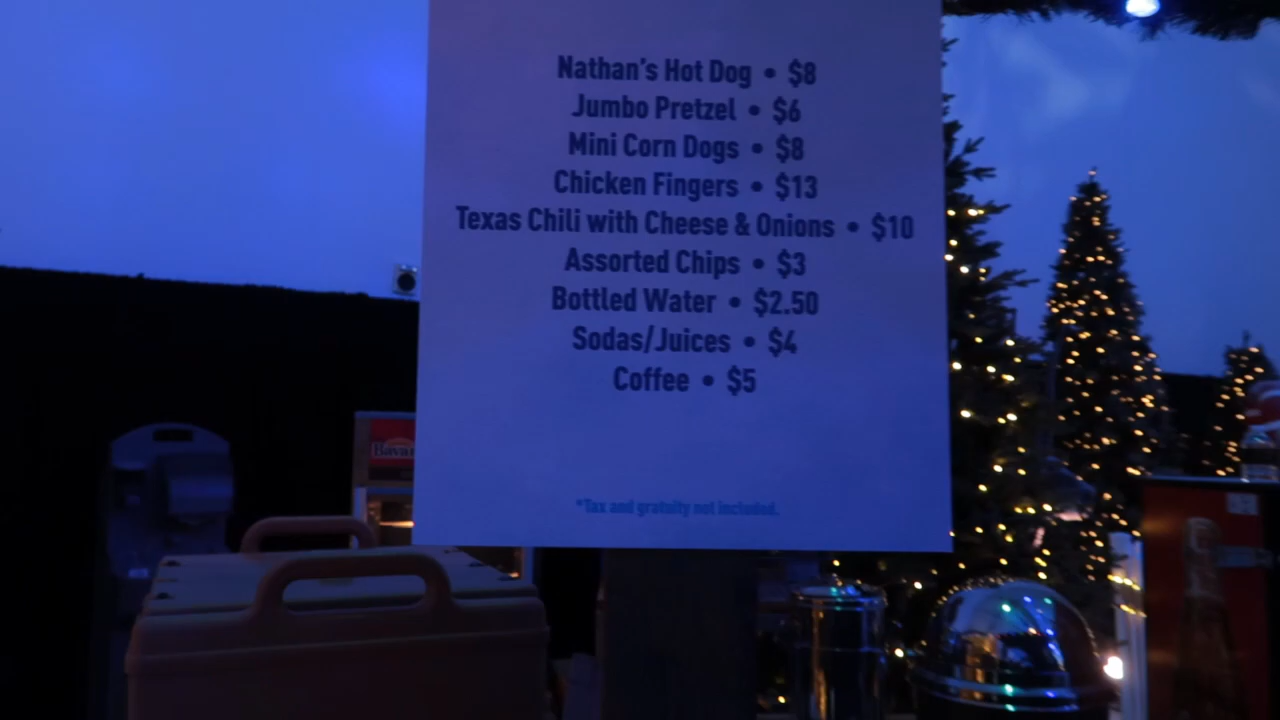 Nathan's Hot Dog • $8
Jumbo Pretzel • $6
Mini Corn Dogs • $8
Chicken Fingers • $13
Texas Chili with Cheese & Onions • $10
Assorted Chips • $3
Bottled Water • $2.50
Sodas/Juices • $4
Coffee • $5
*Tax and gratuity not included.